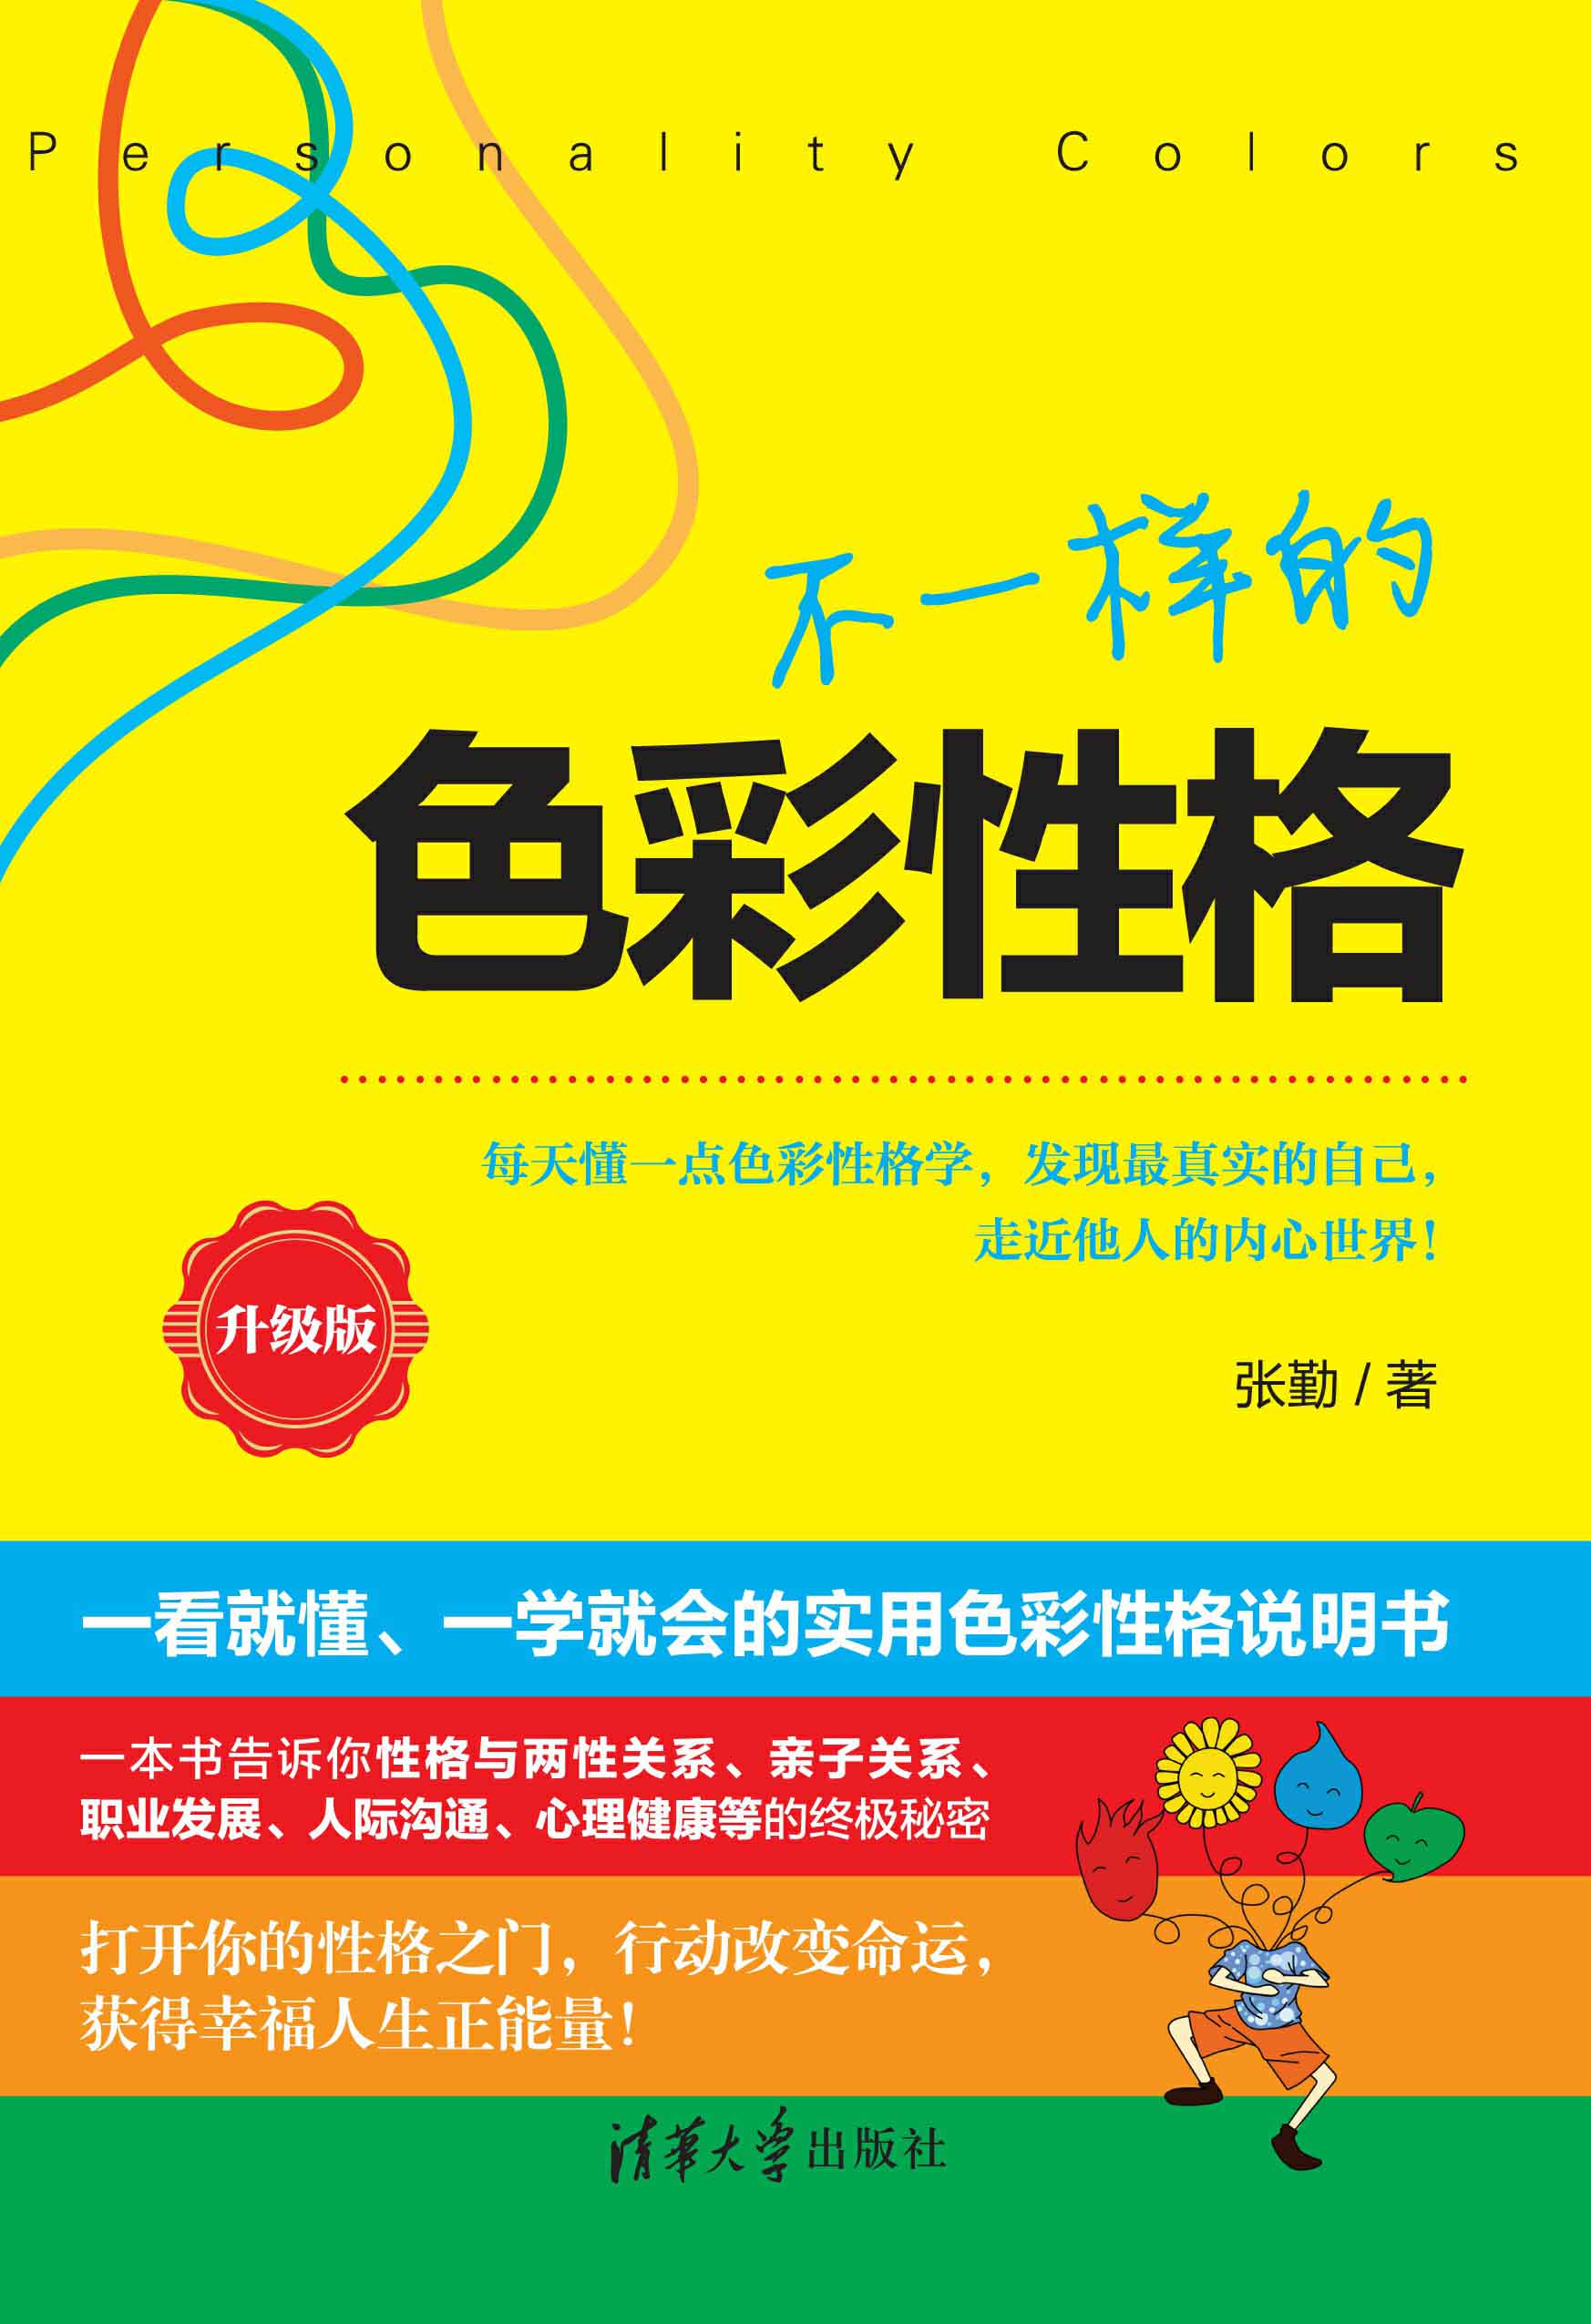 Personality Colors
不一样的
色彩性格
每天懂一点色彩性格学，发现最真实的自己，
走近他人的内心世界！
升级版
张勤 / 著
一看就懂、一学就会的实用色彩性格说明书
一本书告诉你性格与两性关系、亲子关系、
职业发展、人际沟通、心理健康等的终极秘密
打开你的性格之门，行动改变命运，
获得幸福人生正能量！
清華大学出版社